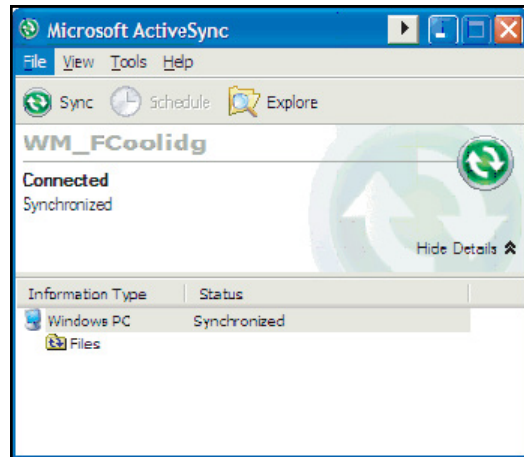 Microsoft ActiveSync
File View Tools Help
Sync Schedule Explore
WM_FCoolidg
Connected
Synchronized
Hide Details
Information Type Status
Windows PC Synchronized
Files